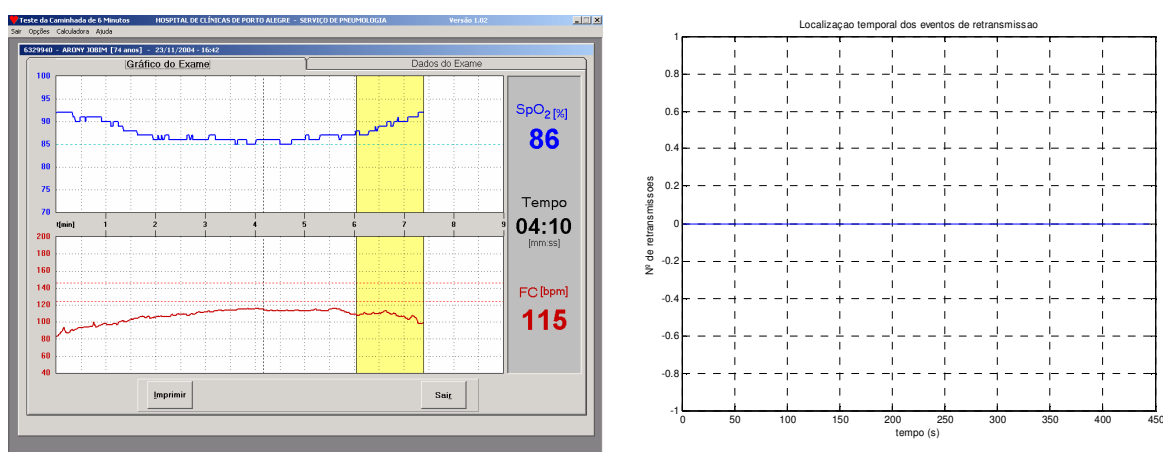 Teste da Caminhada de 6 Minutos HOSPITAL DE CLÍNICAS DE PORTO ALEGRE - SERVIÇO DE PNEUMOLOGIA Versão 1.02
Sair Opções Calculadora Ajuda
6329940 - ARONY JOBIM [74 anos] - 23/11/2004 - 16:42
Gráfico do Exame Dados do Exame
100
95
90
85
80
75
70
t[min] 1 2 3 4 5 6 7 8 9
200
180
160
140
120
100
80
60
40
SpO2 [%]
86
Tempo
04:10
[mm:ss]
FC [bpm]
115
Imprimir Sair
Localizaçao temporal dos eventos de retransmissao
Nº de retransmissoes
1
0.8
0.6
0.4
0.2
0
-0.2
-0.4
-0.6
-0.8
-1
0 50 100 150 200 250 300 350 400 450
tempo (s)